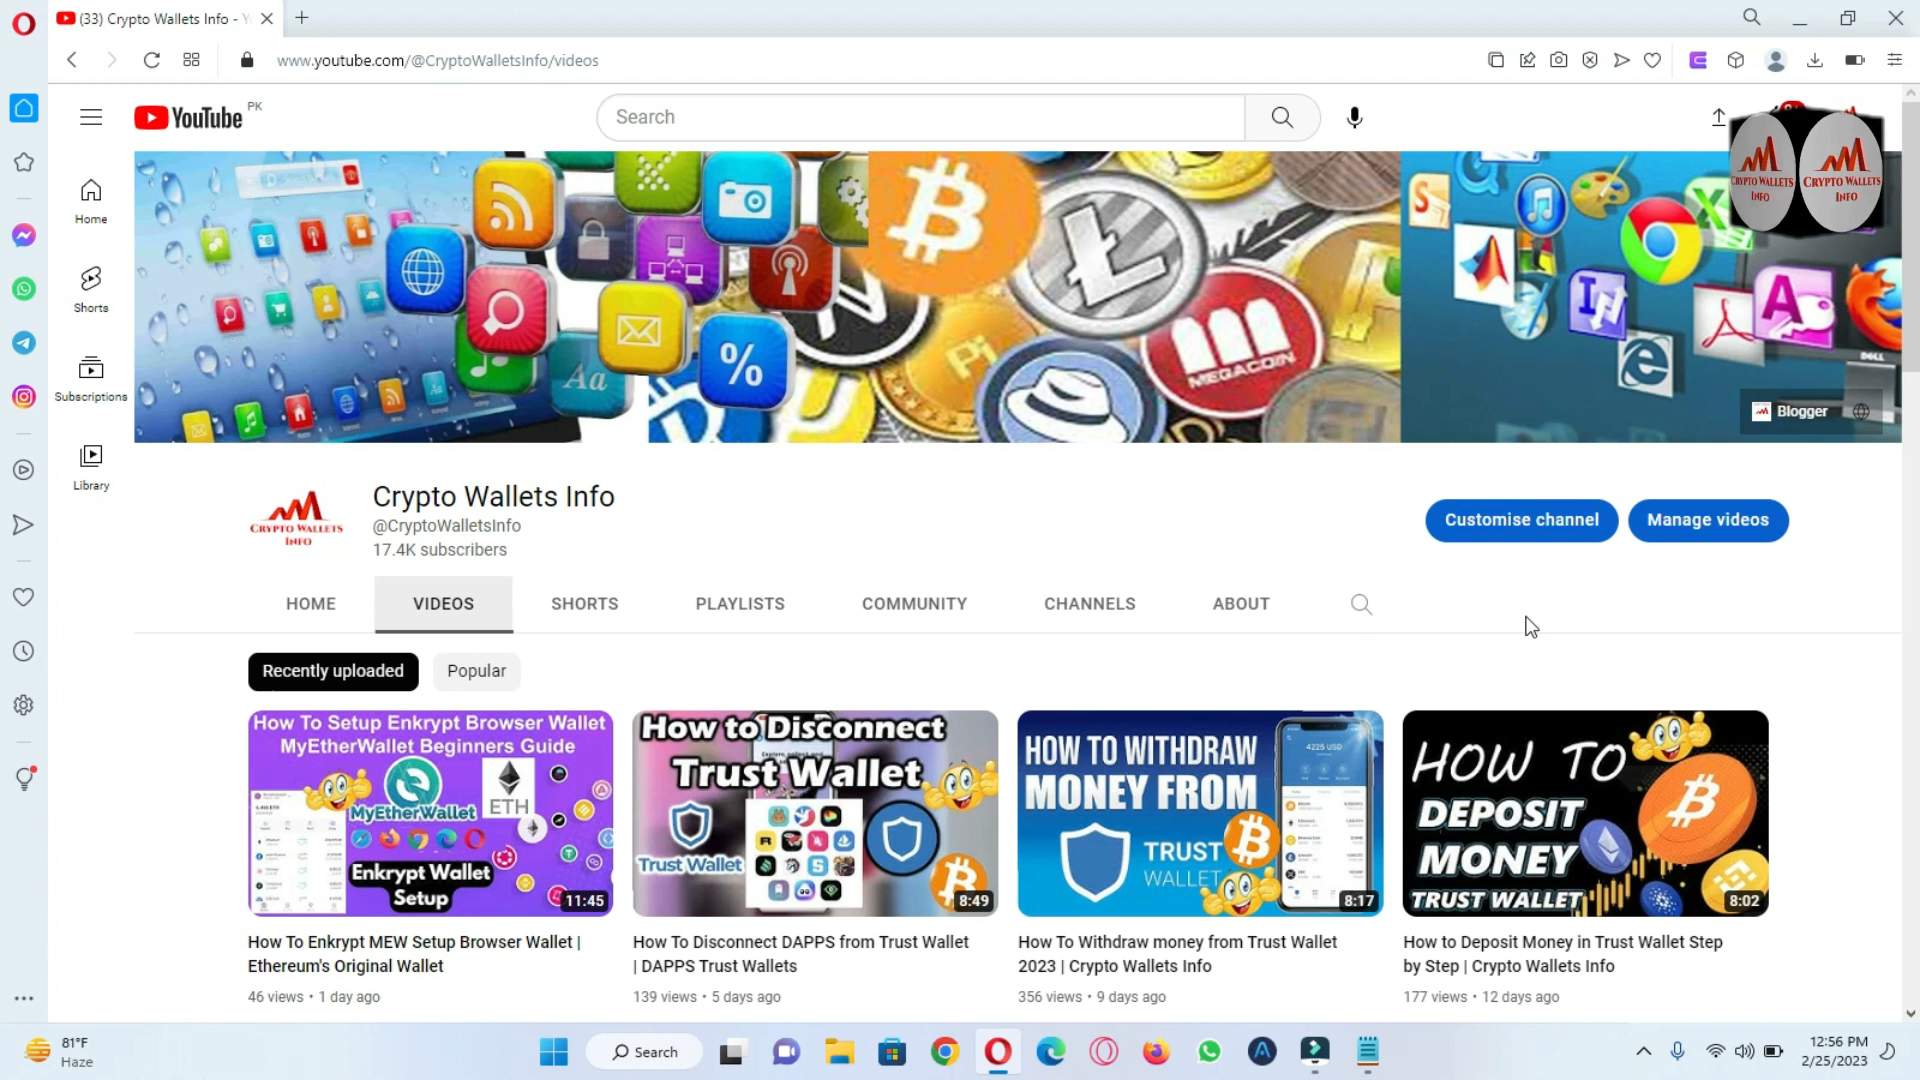 (33) Crypto Wallets Info - Y
www.youtube.com/@CryptoWalletsInfo/videos
YouTube PK
Search
CRYPTO WALLETS
INFO
CRYPTO WALLETS
INFO
Home
Shorts
Subscriptions
Library
Aa
%
MEGACOIN
DELL
Blogger
CRYPTO WALLETS
INFO
Crypto Wallets Info
@CryptoWalletsInfo
17.4K subscribers
Customise channel
Manage videos
HOME
VIDEOS
SHORTS
PLAYLISTS
COMMUNITY
CHANNELS
ABOUT
Recently uploaded
Popular
How To Setup Enkrypt Browser Wallet
MyEtherWallet Beginners Guide
ETH
MyEtherWallet
Enkrypt Wallet
Setup
11:45
How to Disconnect
Trust Wallet
Trust Wallet
8:49
HOW TO WITHDRAW
MONEY FROM
TRUST
WALLET
4225 USD
8:17
HOW TO
DEPOSIT
MONEY
TRUST WALLET
8:02
How To Enkrypt MEW Setup Browser Wallet |
Ethereum's Original Wallet
46 views • 1 day ago
How To Disconnect DAPPS from Trust Wallet
| DAPPS Trust Wallets
139 views • 5 days ago
How To Withdraw money from Trust Wallet
2023 | Crypto Wallets Info
356 views • 9 days ago
How to Deposit Money in Trust Wallet Step
by Step | Crypto Wallets Info
177 views • 12 days ago
81°F
Haze
Search
12:56 PM
2/25/2023